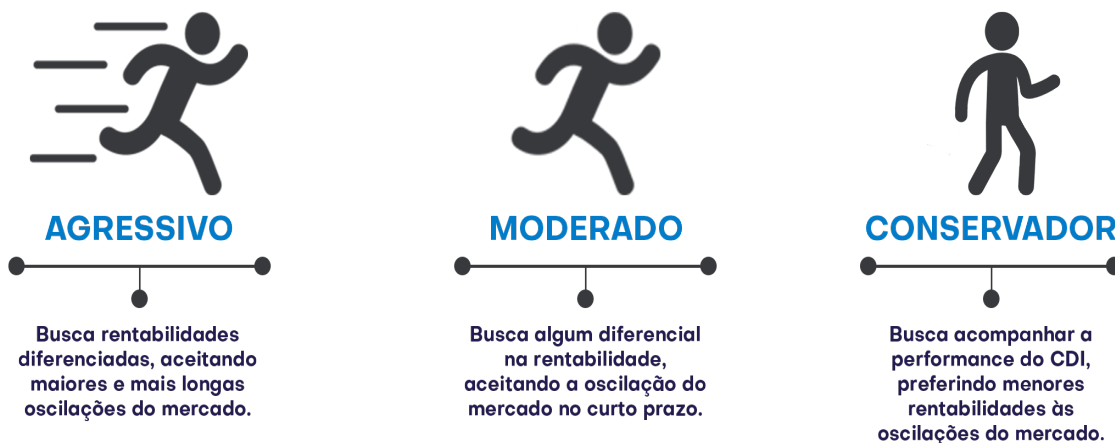 AGRESSIVO
Busca rentabilidades
diferenciadas, aceitando
maiores e mais longas
oscilações do mercado.
MODERADO
Busca algum diferencial
na rentabilidade,
aceitando a oscilação do
mercado no curto prazo.
CONSERVADOR
Busca acompanhar a
performance do CDI,
preferindo menores
rentabilidades às
oscilações do mercado.